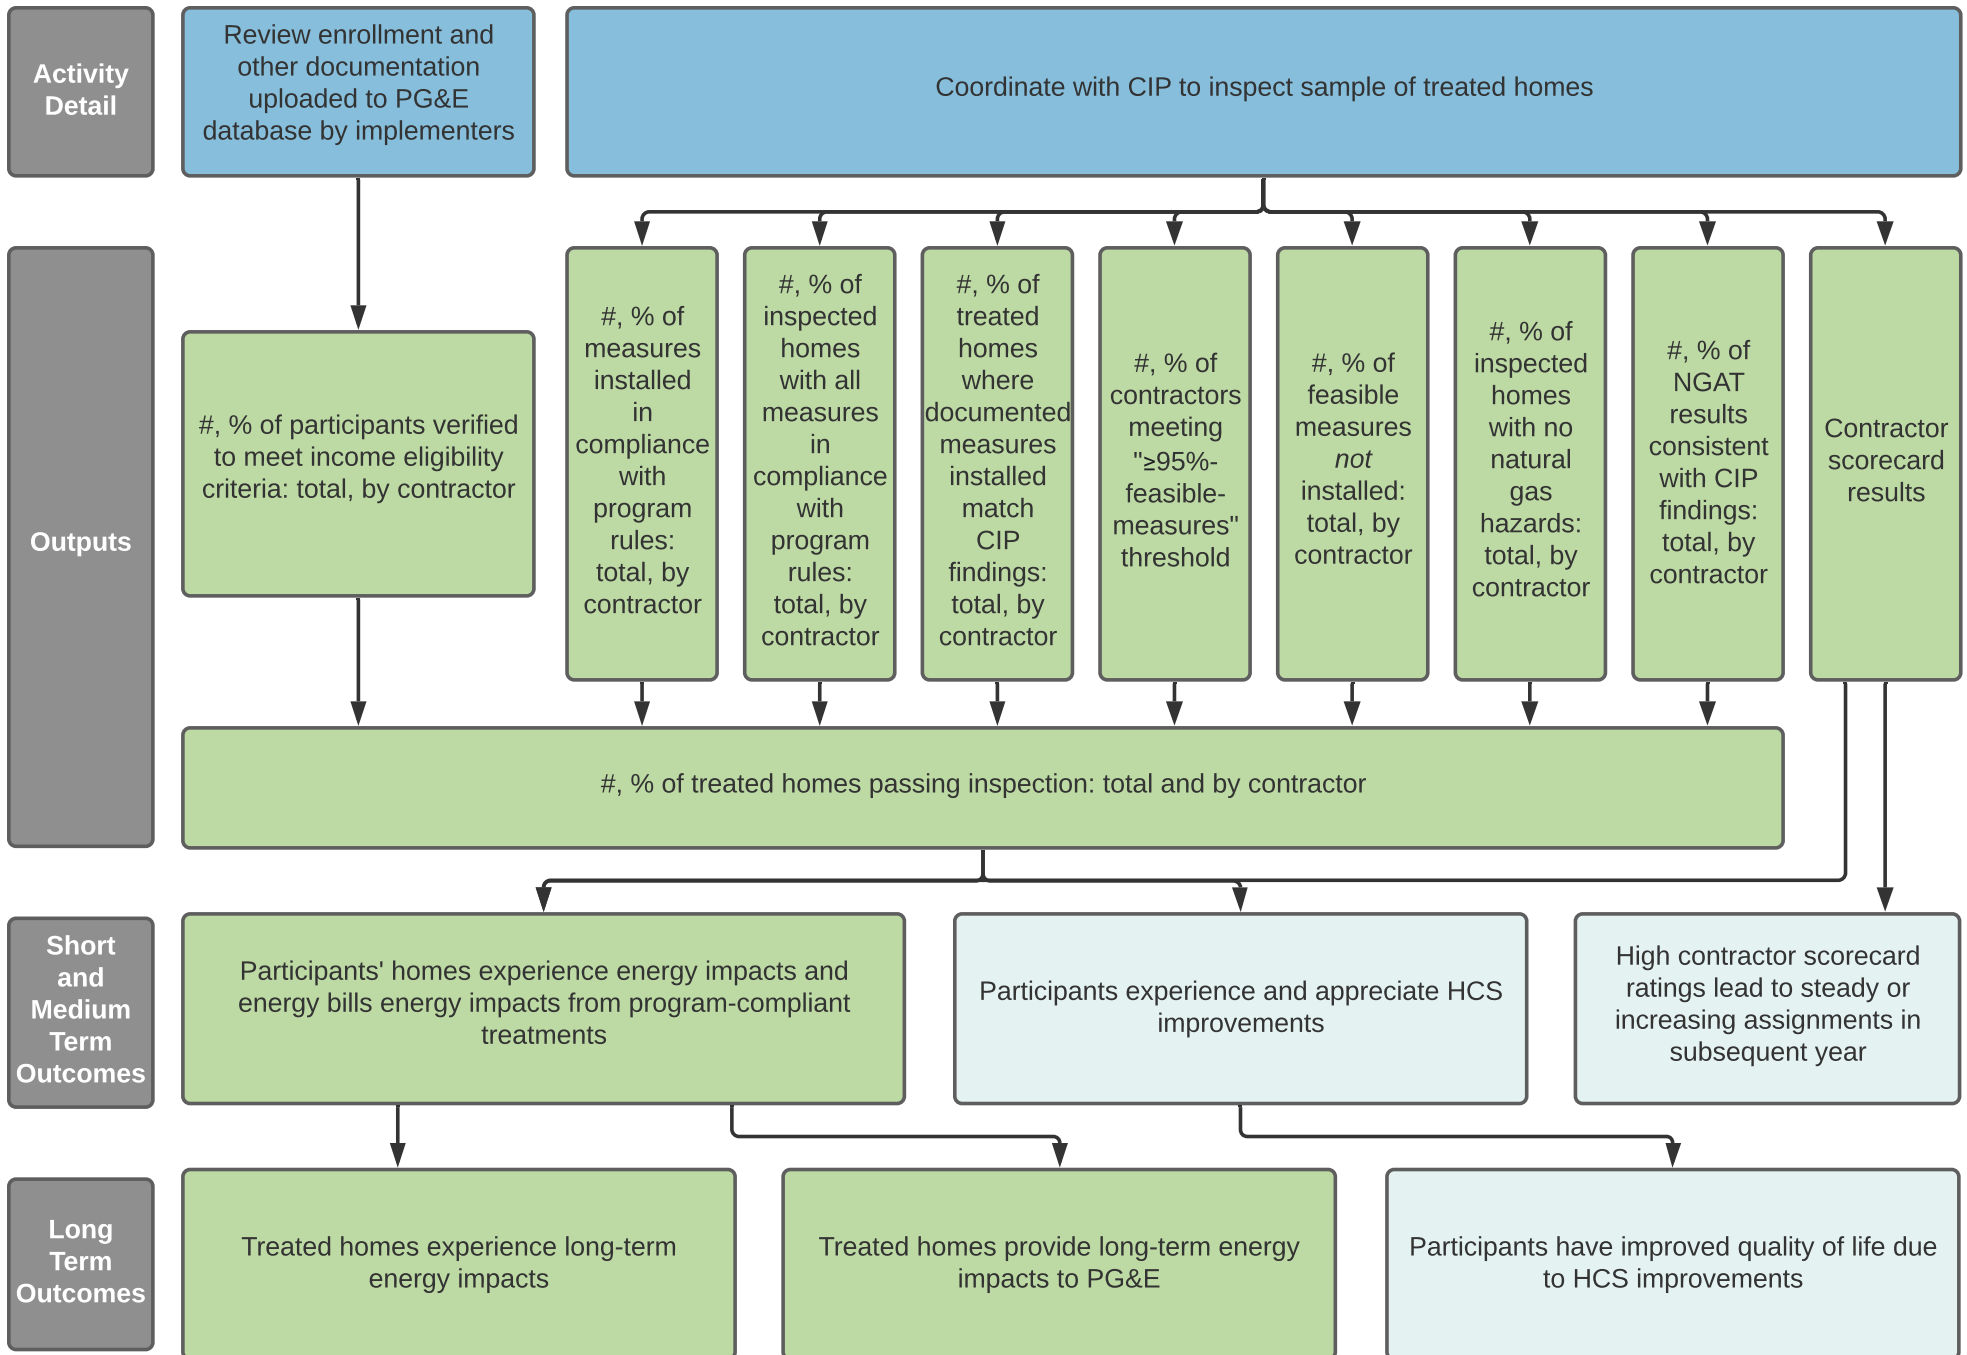 Activity
Detail
Review enrollment and
other documentation
uploaded to PG&E
database by implementers
Coordinate with CIP to inspect sample of treated homes
Outputs
#, % of participants verified
to meet income eligibility
criteria: total, by contractor
#, % of
measures
installed
in
compliance
with
program
rules:
total, by
contractor
#, % of
inspected
homes
with all
measures
in
compliance
with
program
rules:
total, by
contractor
#, % of
treated
homes
where
documented
measures
installed
match
CIP
findings:
total, by
contractor
#, % of
contractors
meeting
"≥95%-
feasible-
measures"
threshold
#, % of
feasible
measures
not
installed:
total, by
contractor
#, % of
inspected
homes
with no
natural
gas
hazards:
total, by
contractor
#, % of
NGAT
results
consistent
with CIP
findings:
total, by
contractor
Contractor
scorecard
results
#, % of treated homes passing inspection: total and by contractor
Short
and
Medium
Term
Outcomes
Participants' homes experience energy impacts and
energy bills energy impacts from program-compliant
treatments
Participants experience and appreciate HCS
improvements
High contractor scorecard
ratings lead to steady or
increasing assignments in
subsequent year
Long
Term
Outcomes
Treated homes experience long-term
energy impacts
Treated homes provide long-term energy
impacts to PG&E
Participants have improved quality of life due
to HCS improvements